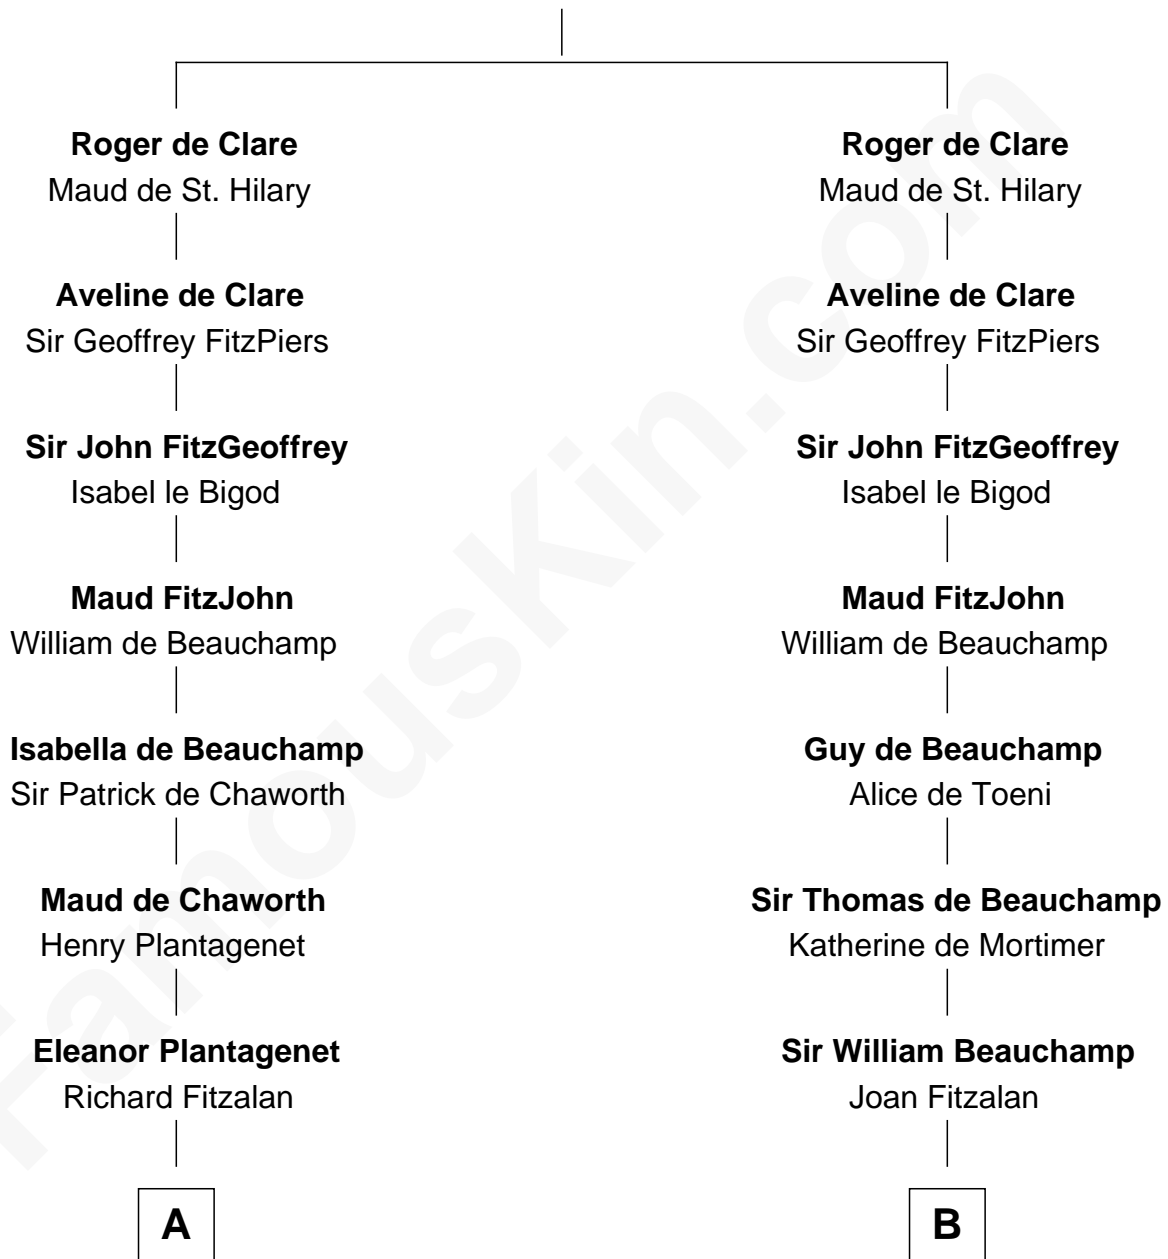 Roger de Clare
Maud de St. Hilary
Aveline de Clare
Sir Geoffrey FitzPiers
Sir John FitzGeoffrey
Isabel le Bigod
Maud FitzJohn
William de Beauchamp
Isabella de Beauchamp
Sir Patrick de Chaworth
Maud de Chaworth
Henry Plantagenet
Eleanor Plantagenet
Richard Fitzalan
A
Roger de Clare
Maud de St. Hilary
Aveline de Clare
Sir Geoffrey FitzPiers
Sir John FitzGeoffrey
Isabel le Bigod
Maud FitzJohn
William de Beauchamp
Guy de Beauchamp
Alice de Toeni
Sir Thomas de Beauchamp
Katherine de Mortimer
Sir William Beauchamp
Joan Fitzalan
B
FamousKin.com